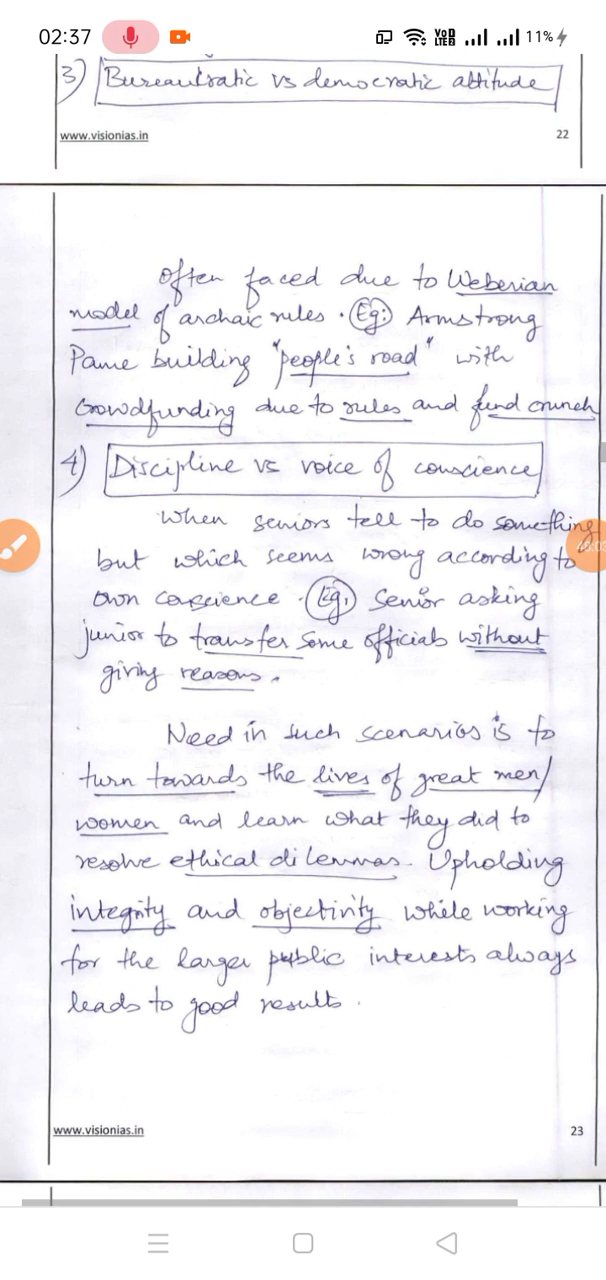 02:37
VoD LTE2 11%
3) Bureautratic vs democratic attitude
www.visionias.in 22
Often faced due to Weberian
model of archaic rules. Eg: Armstrong
Pame building "people's road" with
Crowdfunding due to rules and fund crunch
4) Discipline vs voice of conscience
When seniors tell to do something
but which seems wrong according to
own conscience. Eg: Senior asking
junior to transfer some officials without
giving reasons.
Need in such scenarios is to
turn towards the lives of great men/
women and learn what they did to
resolve ethical dilemmas. Upholding
integrity and objectivity while working
for the larger public interests always
leads to good results.
www.visionias.in 23